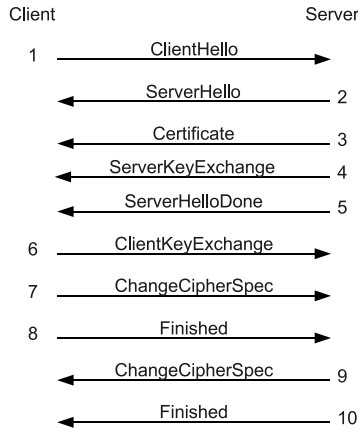 Client Server
1 ClientHello
ServerHello 2
Certificate 3
ServerKeyExchange 4
ServerHelloDone 5
6 ClientKeyExchange
7 ChangeCipherSpec
8 Finished
ChangeCipherSpec 9
Finished 10